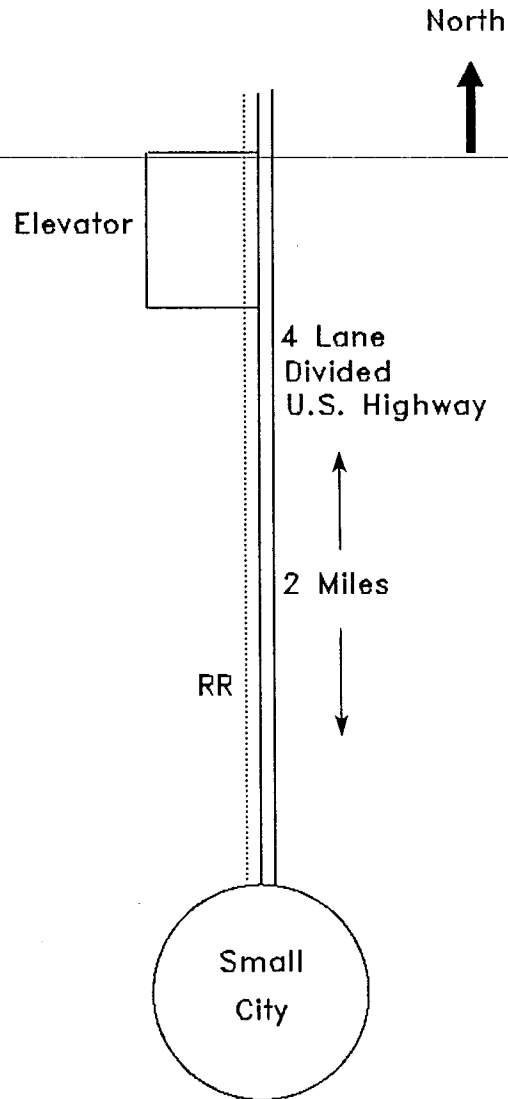 North
Elevator
4 Lane
Divided
U.S. Highway
2 Miles
RR
Small
City